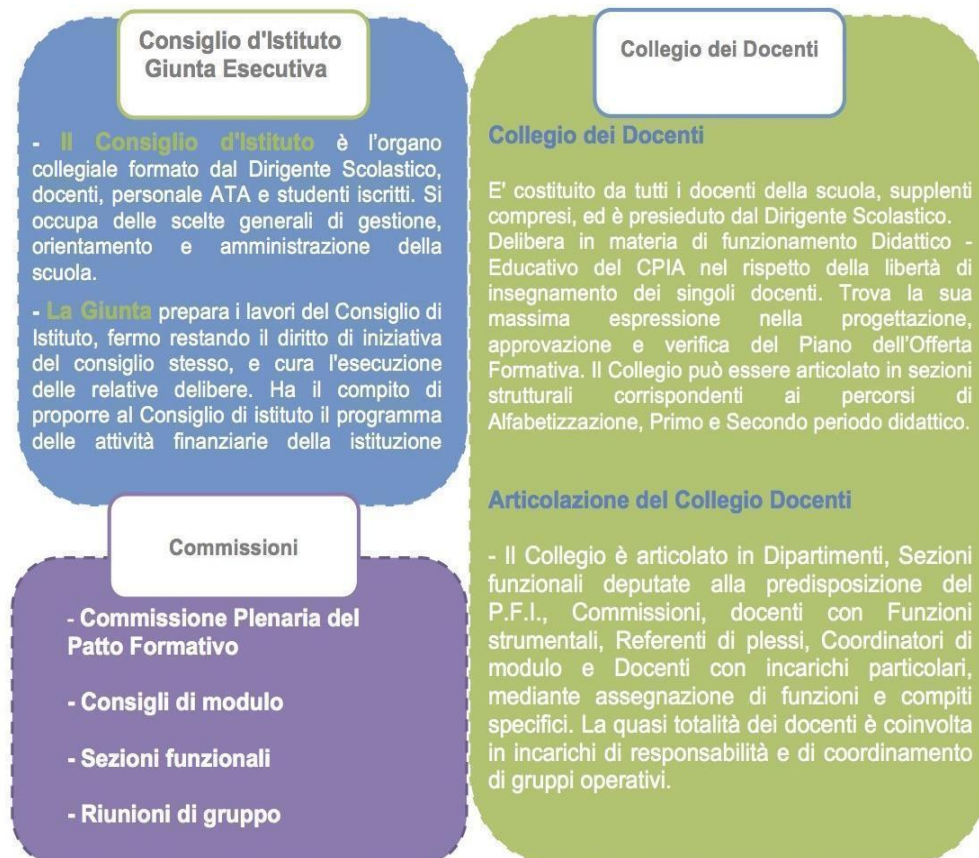 Consiglio d'Istituto
Giunta Esecutiva
- Il Consiglio d'Istituto è l'organo
collegiale formato dal Dirigente Scolastico,
docenti, personale ATA e studenti iscritti. Si
occupa delle scelte generali di gestione,
orientamento e amministrazione della
scuola.
- La Giunta prepara i lavori del Consiglio di
Istituto, fermo restando il diritto di iniziativa
del consiglio stesso, e cura l'esecuzione
delle relative delibere. Ha il compito di
proporre al Consiglio di istituto il programma
delle attività finanziarie della istituzione
Commissioni
- Commissione Plenaria del
Patto Formativo
- Consigli di modulo
- Sezioni funzionali
- Riunioni di gruppo
Collegio dei Docenti
Collegio dei Docenti
E' costituito da tutti i docenti della scuola, supplenti
compresi, ed è presieduto dal Dirigente Scolastico.
Delibera in materia di funzionamento Didattico -
Educativo del CPIA nel rispetto della libertà di
insegnamento dei singoli docenti. Trova la sua
massima espressione nella progettazione,
approvazione e verifica del Piano dell'Offerta
Formativa. Il Collegio può essere articolato in sezioni
strutturali corrispondenti ai percorsi di
Alfabetizzazione, Primo e Secondo periodo didattico.
Articolazione del Collegio Docenti
- Il Collegio è articolato in Dipartimenti, Sezioni
funzionali deputate alla predisposizione del
P.F.I., Commissioni, docenti con Funzioni
strumentali, Referenti di plessi, Coordinatori di
modulo e Docenti con incarichi particolari,
mediante assegnazione di funzioni e compiti
specifici. La quasi totalità dei docenti è coinvolta
in incarichi di responsabilità e di coordinamento
di gruppi operativi.